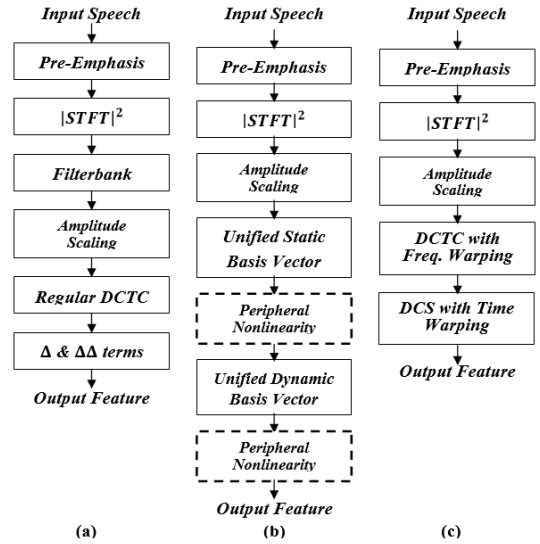 Input Speech
Pre-Emphasis
|STFT|²
Filterbank
Amplitude
Scaling
Regular DCTC
Δ & ΔΔ terms
Output Feature
(a)
Input Speech
Pre-Emphasis
|STFT|²
Amplitude
Scaling
Unified Static
Basis Vector
Peripheral
Nonlinearity
Unified Dynamic
Basis Vector
Peripheral
Nonlinearity
Output Feature
(b)
Input Speech
Pre-Emphasis
|STFT|²
Amplitude
Scaling
DCTC with
Freq. Warping
DCS with Time
Warping
Output Feature
(c)